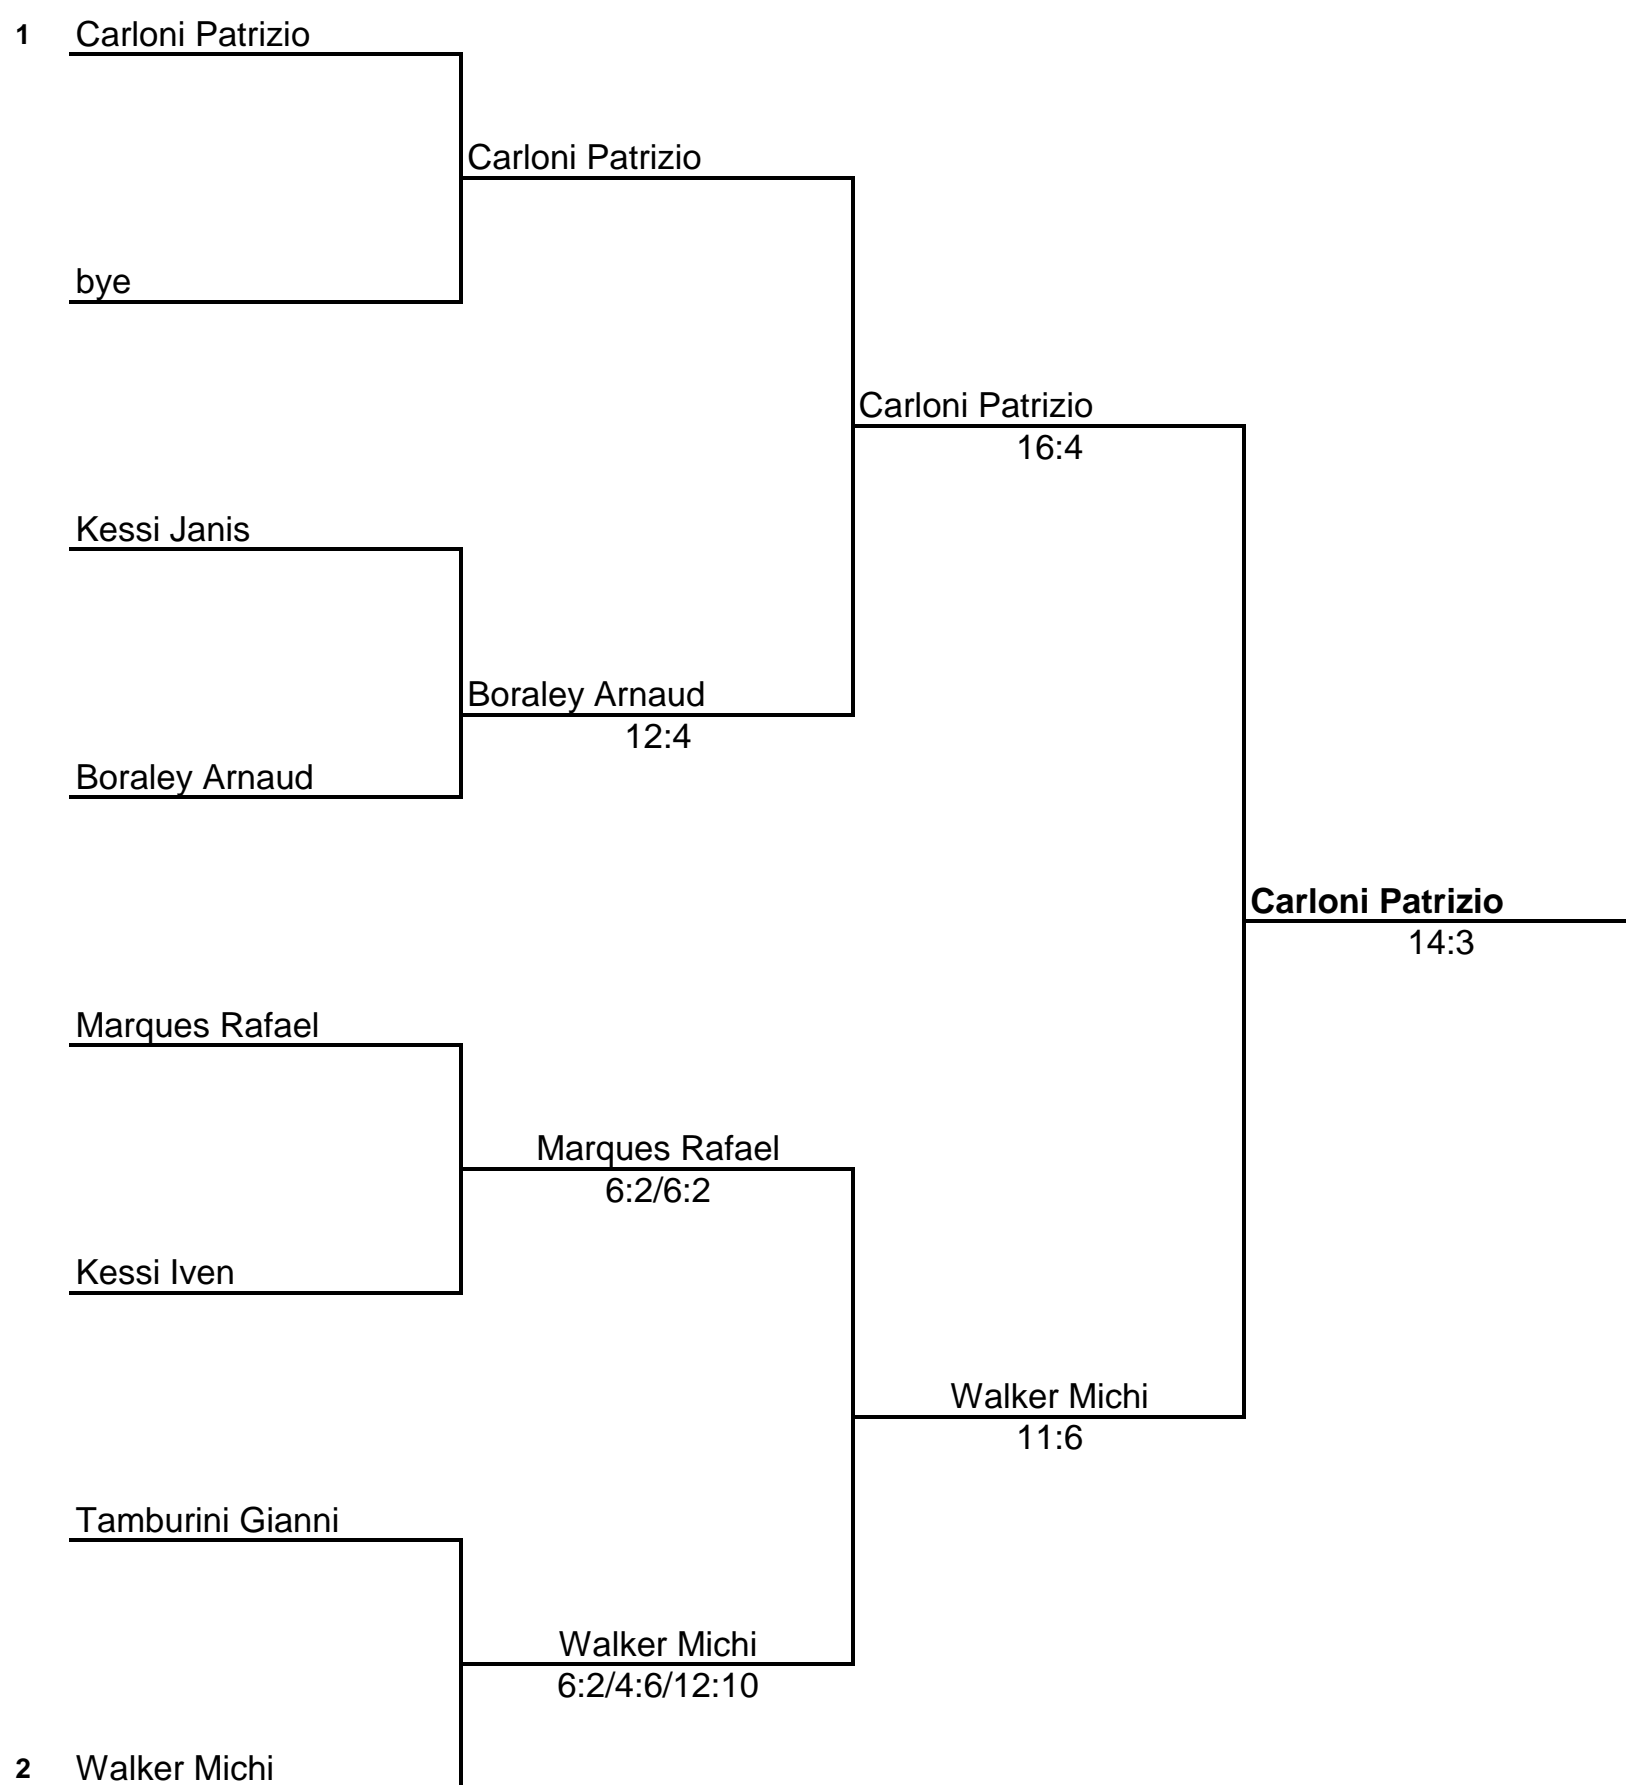 1 Carloni Patrizio
Carloni Patrizio
bye
Carloni Patrizio
16:4
Kessi Janis
Boraley Arnaud
12:4
Boraley Arnaud
Carloni Patrizio
14:3
Marques Rafael
Marques Rafael
6:2/6:2
Kessi Iven
Walker Michi
11:6
Tamburini Gianni
Walker Michi
6:2/4:6/12:10
2 Walker Michi